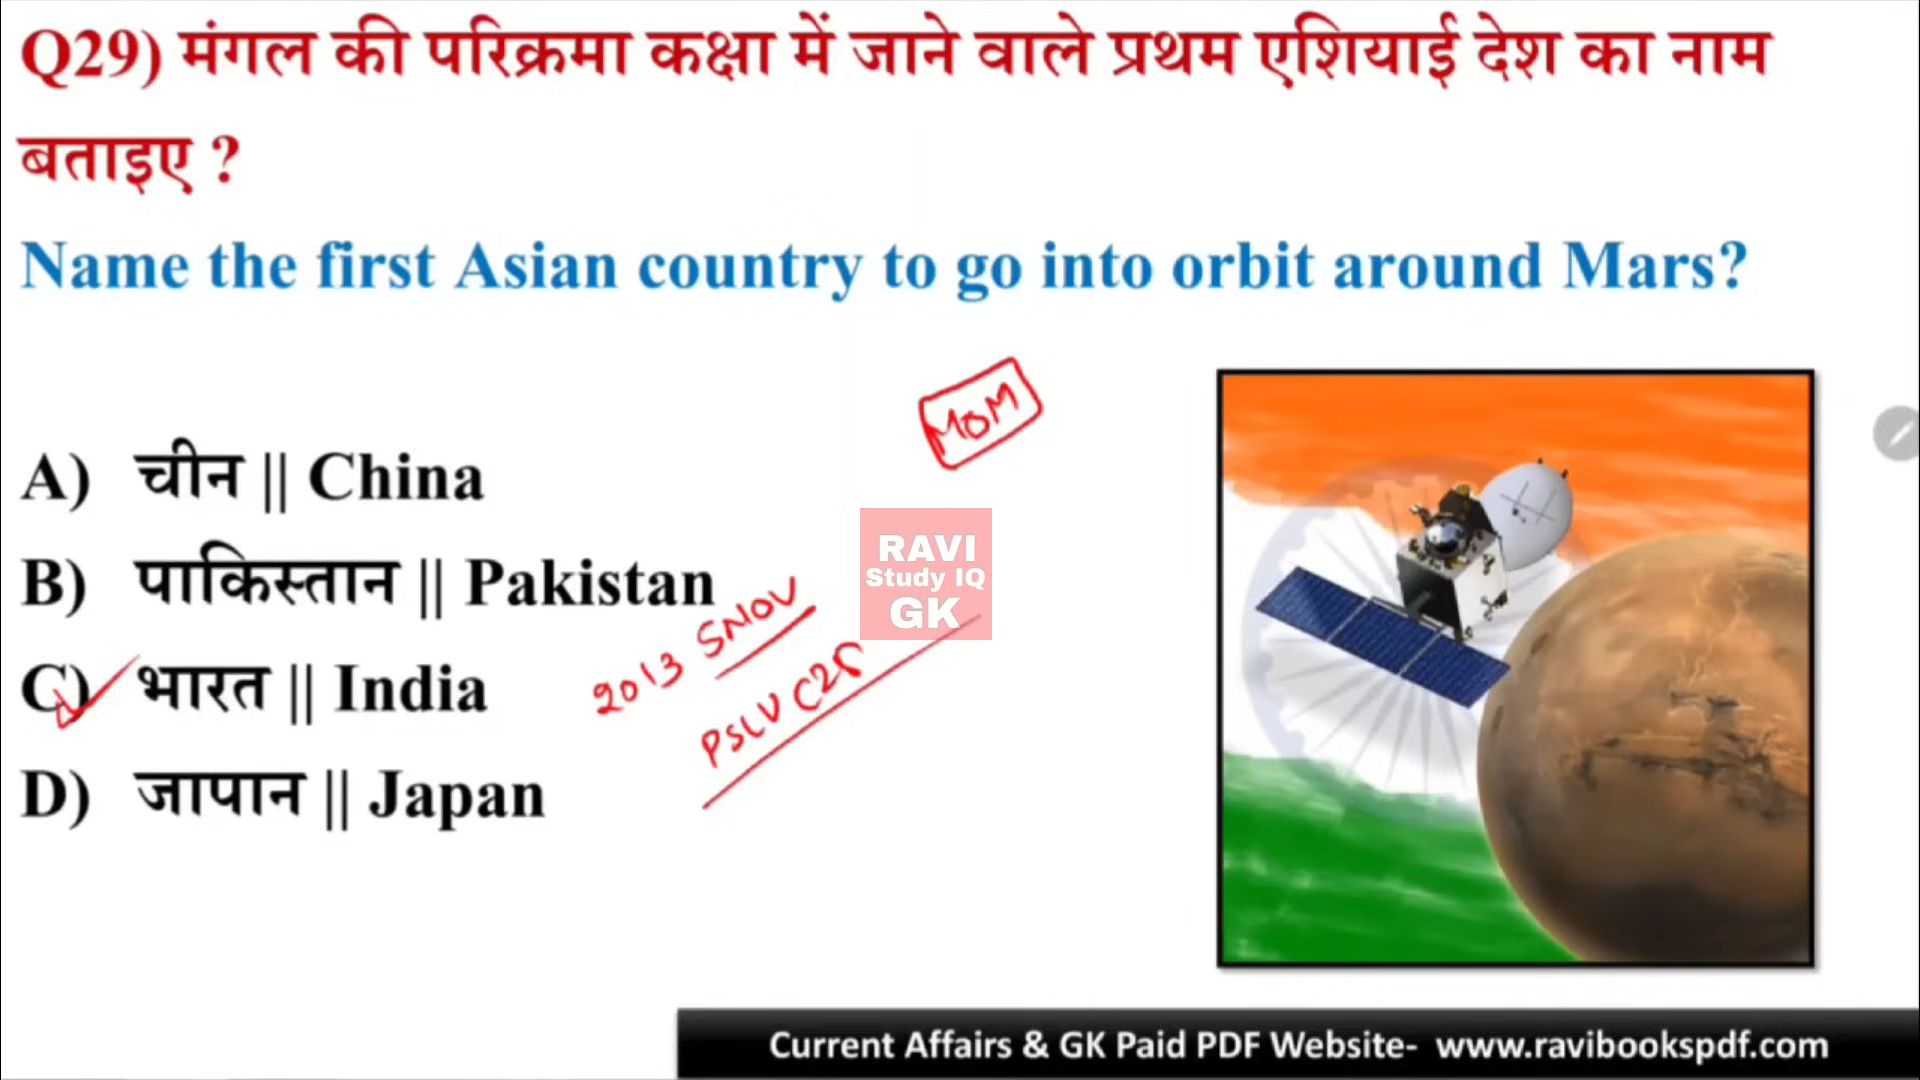 Q29) मंगल की परिक्रमा कक्षा में जाने वाले प्रथम एशियाई देश का नाम
बताइए ?
Name the first Asian country to go into orbit around Mars?
MOM
A) चीन || China
B) पाकिस्तान || Pakistan
RAVI
Study IQ
GK
2013 5NOV
C) भारत || India
PSLV C25
D) जापान || Japan
Current Affairs & GK Paid PDF Website- www.ravibookspdf.com